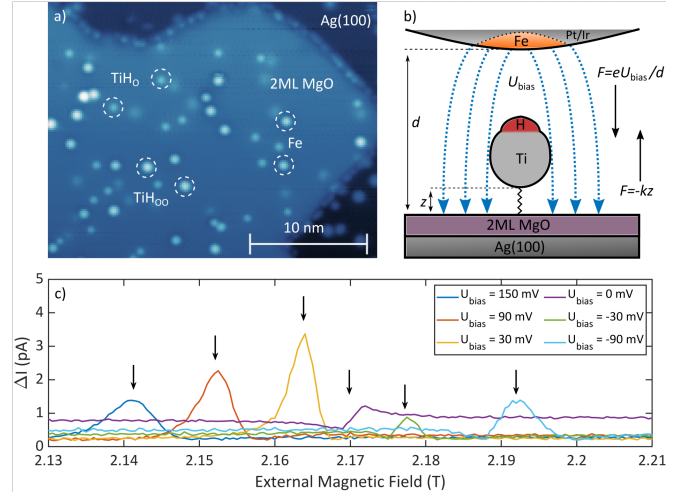 a)
Ag(100)
TiH_O
2ML MgO
Fe
TiH_OO
10 nm
b)
Pt/Ir
Fe
U_bias
F=eU_bias/d
d
H
Ti
F=-kz
z
2ML MgO
Ag(100)
c)
U_bias = 150 mV
U_bias = 0 mV
U_bias = 90 mV
U_bias = -30 mV
U_bias = 30 mV
U_bias = -90 mV
ΔI (pA)
5
4
3
2
1
0
2.13 2.14 2.15 2.16 2.17 2.18 2.19 2.2 2.21
External Magnetic Field (T)